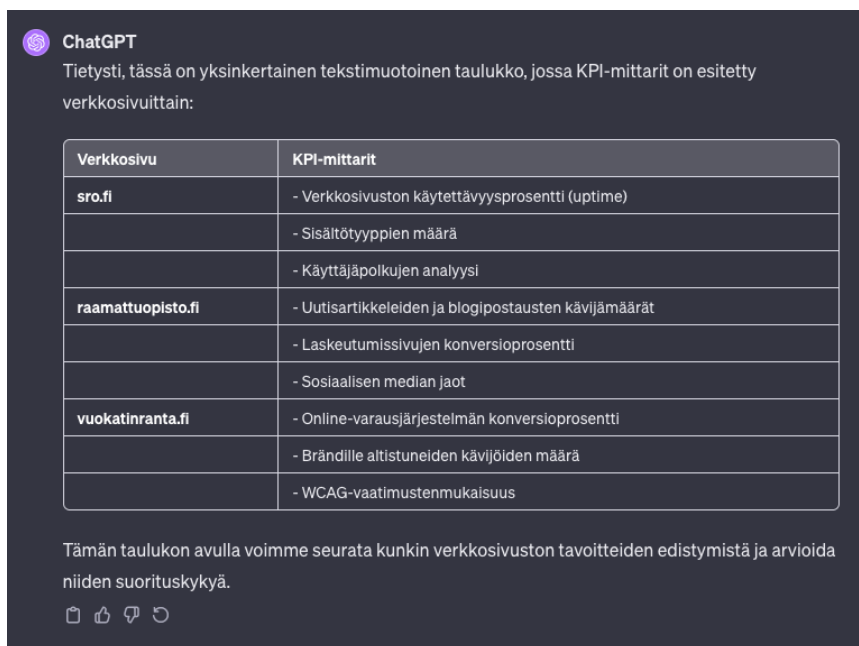 ChatGPT
Tietysti, tässä on yksinkertainen tekstimuotoinen taulukko, jossa KPI-mittarit on esitetty
verkkosivuittain:
Verkkosivu KPI-mittarit
sro.fi - Verkkosivuston käytettävyysprosentti (uptime)
- Sisältötyyppien määrä
- Käyttäjäpolkujen analyysi
raamattuopisto.fi - Uutisartikkeleiden ja blogipostausten kävijämäärät
- Laskeutumissivujen konversioprosentti
- Sosiaalisen median jaot
vuokatinranta.fi - Online-varausjärjestelmän konversioprosentti
- Brändille altistuneiden kävijöiden määrä
- WCAG-vaatimustenmukaisuus
Tämän taulukon avulla voimme seurata kunkin verkkosivuston tavoitteiden edistymistä ja arvioida
niiden suorituskykyä.